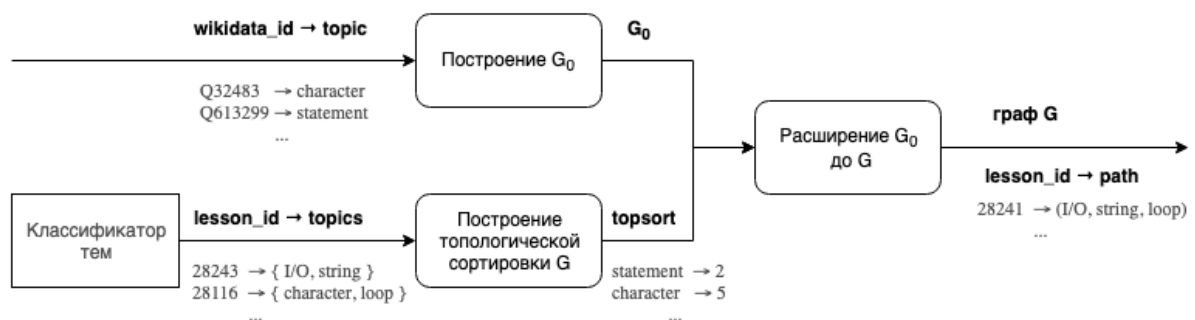 wikidata_id → topic
Q32483 → character
Q613299 → statement
...
Построение G₀
G₀
Классификатор
тем
lesson_id → topics
28243 → { I/O, string }
28116 → { character, loop }
...
Построение
топологической
сортировки G
topsort
statement → 2
character → 5
...
Расширение G₀
до G
граф G
lesson_id → path
28241 → (I/O, string, loop)
...